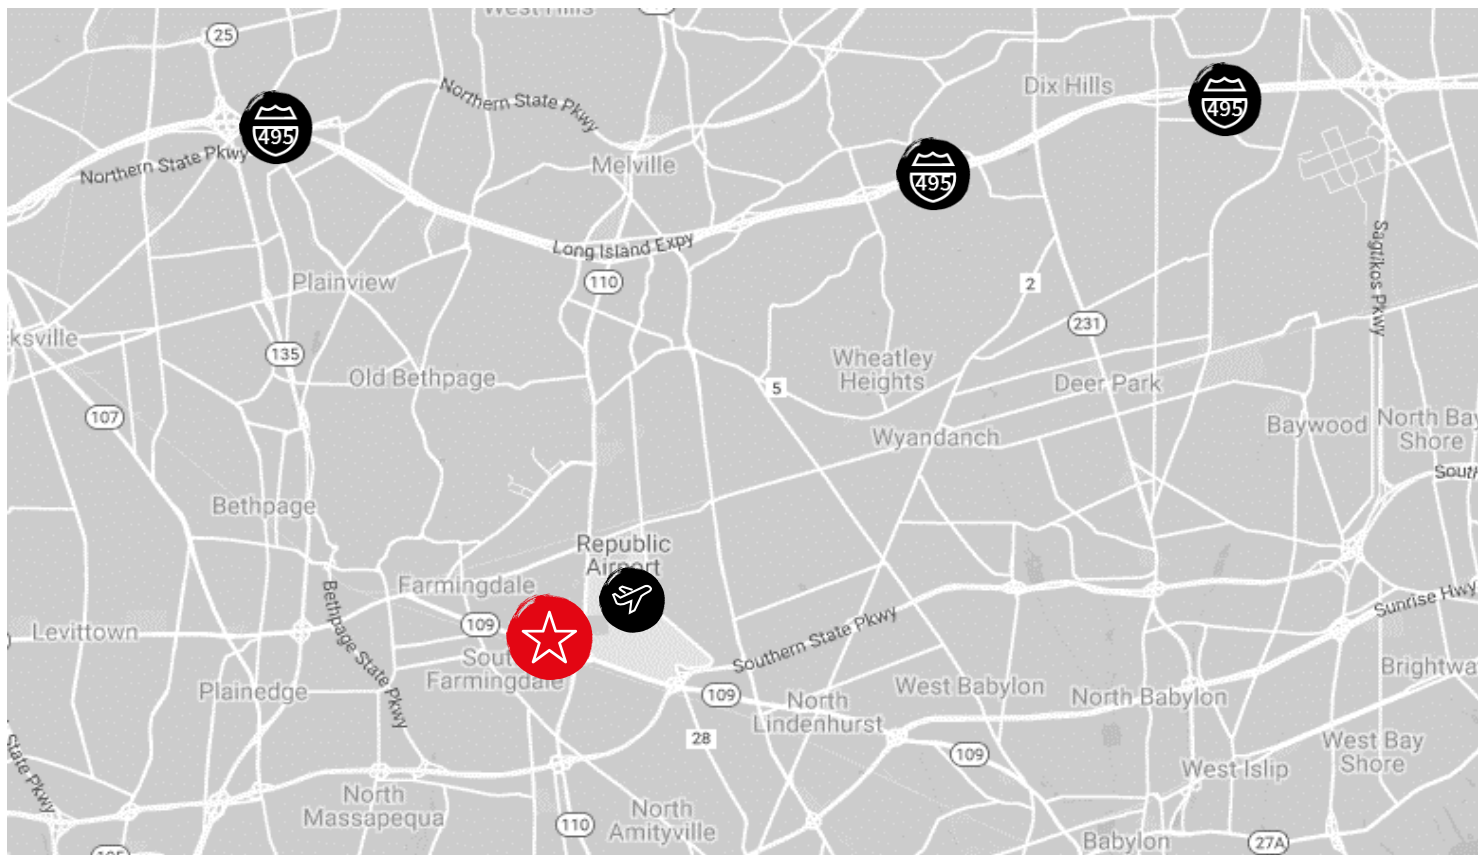 West Hills
25
495
Northern State Pkwy
Dix Hills
495
Northern State Pkwy
Melville
495
Long Island Expy
Sagtikos Pkwy
110
Plainview
2
231
ksville
135
Wheatley
Heights
Old Bethpage
Deer Park
5
107
Baywood
North Bay
Shore
Wyandanch
South
Bethpage
Republic
Airport
Farmingdale
Sunrise Hwy
109
Levittown
Bethpage State Pkwy
Southern State Pkwy
South
Farmingdale
Brightwa
Plainedge
109
West Babylon
North Babylon
North
Lindenhurst
28
State Pkwy
109
West Bay
Shore
West Islip
North
Massapequa
North
Amityville
110
Babylon
27A